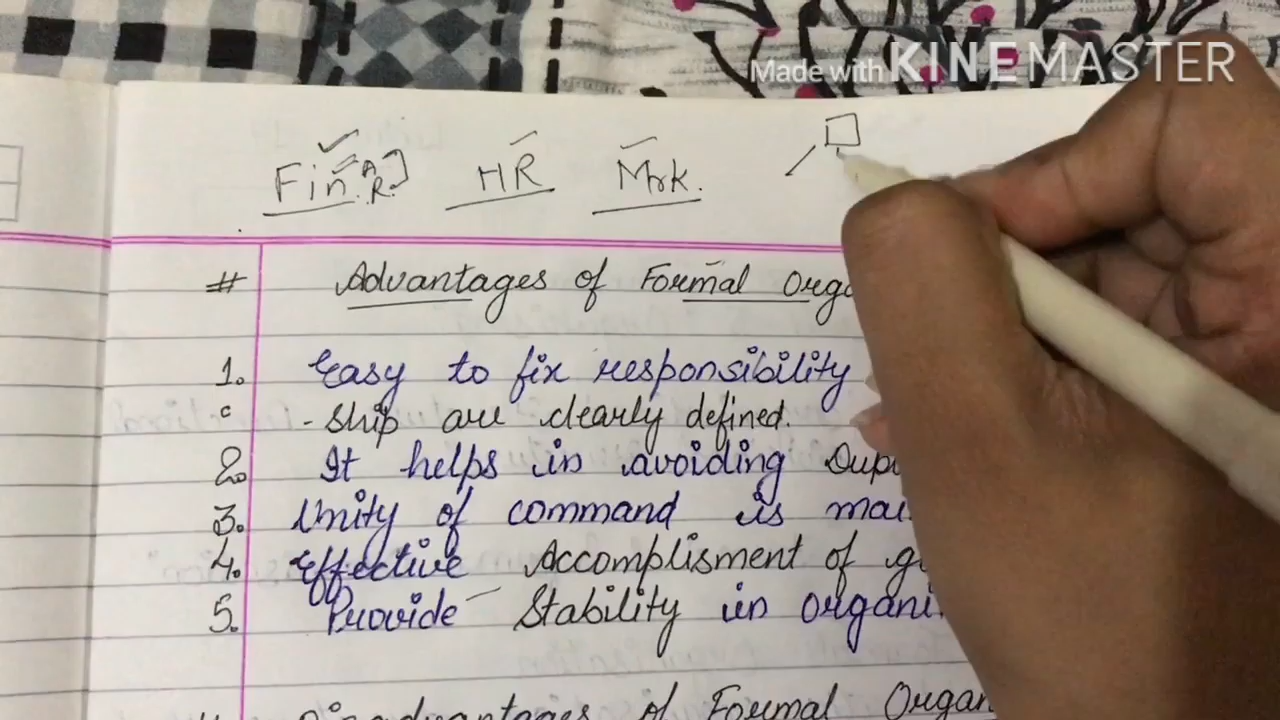 Made with KINEMASTER
Fin. A.R. HR Mrk.
# Advantages of Formal
1. Easy to fix responsibility
- ship are clearly defined.
2. It helps in avoiding
3. Unity of command is
4. Effective Accomplisment of
5. Provide Stability in
of Formal